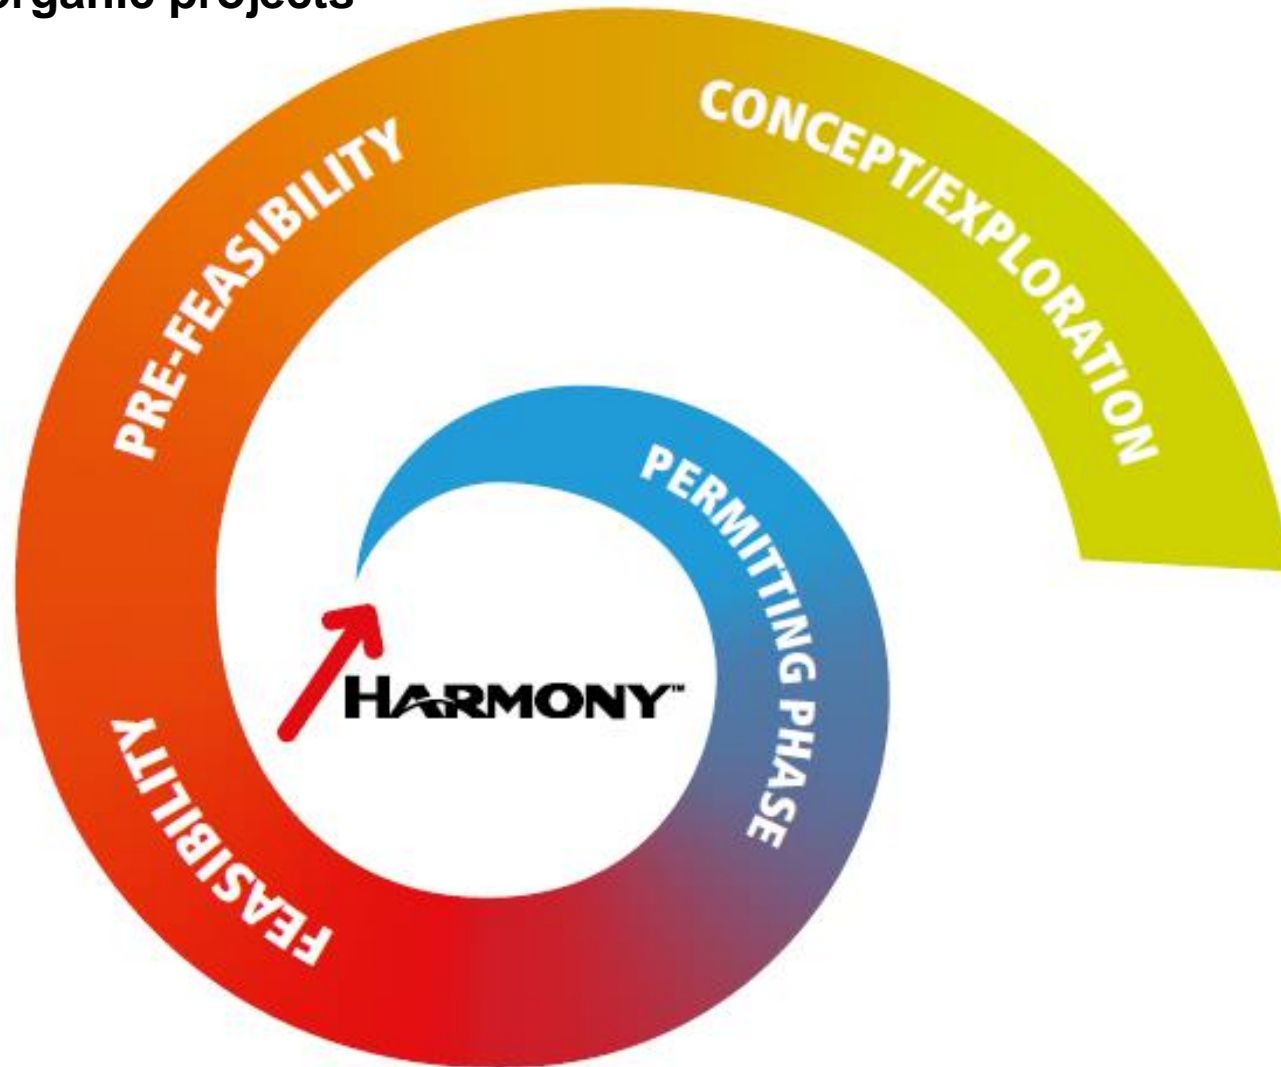 organic projects
CONCEPT/EXPLORATION
PRE-FEASIBILITY
FEASIBILITY
PERMITTING PHASE
HARMONY™